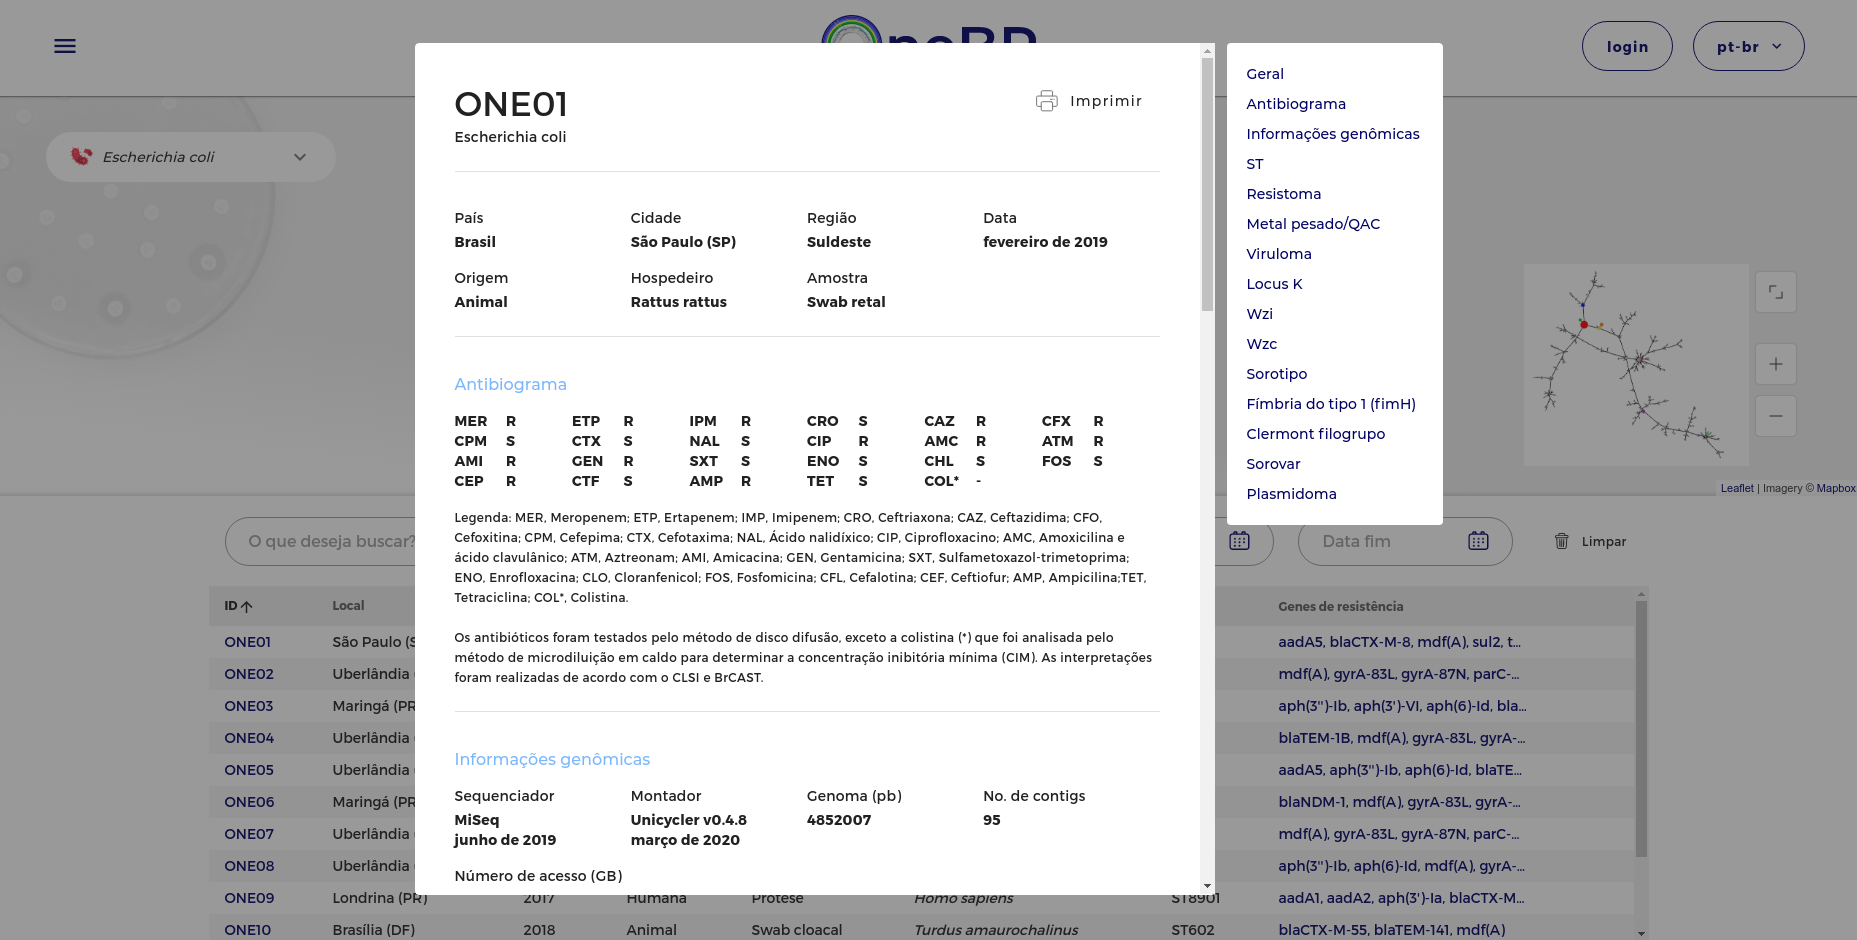 login
pt-br
Escherichia coli
ONE01
Imprimir
Escherichia coli
País Cidade Região Data
Brasil São Paulo (SP) Suldeste fevereiro de 2019
Origem Hospedeiro Amostra
Animal Rattus rattus Swab retal
Antibiograma
MER R ETP R IPM R CRO S CAZ R CFX R
CPM S CTX S NAL S CIP R AMC R ATM R
AMI R GEN R SXT S ENO S CHL S FOS S
CEP R CTF S AMP R TET S COL* -
Legenda: MER, Meropenem; ETP, Ertapenem; IMP, Imipenem; CRO, Ceftriaxona; CAZ, Ceftazidima; CFO,
Cefoxitina; CPM, Cefepima; CTX, Cefotaxima; NAL, Ácido nalidíxico; CIP, Ciprofloxacino; AMC, Amoxicilina e
ácido clavulânico; ATM, Aztreonam; AMI, Amicacina; GEN, Gentamicina; SXT, Sulfametoxazol-trimetoprima;
ENO, Enrofloxacina; CLO, Cloranfenicol; FOS, Fosfomicina; CFL, Cefalotina; CEF, Ceftiofur; AMP, Ampicilina;TET,
Tetraciclina; COL*, Colistina.
Os antibióticos foram testados pelo método de disco difusão, exceto a colistina (*) que foi analisada pelo
método de microdiluição em caldo para determinar a concentração inibitória mínima (CIM). As interpretações
foram realizadas de acordo com o CLSI e BrCAST.
Informações genômicas
Sequenciador Montador Genoma (pb) No. de contigs
MiSeq Unicycler v0.4.8 4852007 95
junho de 2019 março de 2020
Número de acesso (GB)
Geral
Antibiograma
Informações genômicas
ST
Resistoma
Metal pesado/QAC
Viruloma
Locus K
Wzi
Wzc
Sorotipo
Fímbria do tipo 1 (fimH)
Clermont filogrupo
Sorovar
Plasmidoma
Leaflet | Imagery © Mapbox
O que deseja buscar?
Data fim
Limpar
ID Local Genes de resistência
ONE01 São Paulo (S aadA5, blaCTX-M-8, mdf(A), sul2, t...
ONE02 Uberlândia mdf(A), gyrA-83L, gyrA-87N, parC-...
ONE03 Maringá (PR aph(3'')-Ib, aph(3')-VI, aph(6)-Id, bla...
ONE04 Uberlândia blaTEM-1B, mdf(A), gyrA-83L, gyrA-...
ONE05 Uberlândia aadA5, aph(3'')-Ib, aph(6)-Id, blaTE...
ONE06 Maringá (PR blaNDM-1, mdf(A), gyrA-83L, gyrA-...
ONE07 Uberlândia mdf(A), gyrA-83L, gyrA-87N, parC-...
ONE08 Uberlândia aph(3'')-Ib, aph(6)-Id, mdf(A), gyrA-...
ONE09 Londrina (PR) 2017 Humana Prótese Homo sapiens ST8901 aadA1, aadA2, aph(3')-Ia, blaCTX-M...
ONE10 Brasília (DF) 2018 Animal Swab cloacal Turdus amaurochalinus ST602 blaCTX-M-55, blaTEM-141, mdf(A)